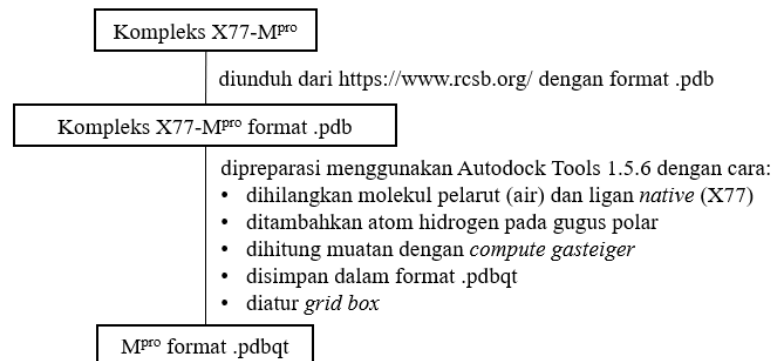 Kompleks X77-Mᵖʳᵒ
diunduh dari https://www.rcsb.org/ dengan format .pdb
Kompleks X77-Mᵖʳᵒ format .pdb
dipreparasi menggunakan Autodock Tools 1.5.6 dengan cara:
• dihilangkan molekul pelarut (air) dan ligan native (X77)
• ditambahkan atom hidrogen pada gugus polar
• dihitung muatan dengan compute gasteiger
• disimpan dalam format .pdbqt
• diatur grid box
Mᵖʳᵒ format .pdbqt